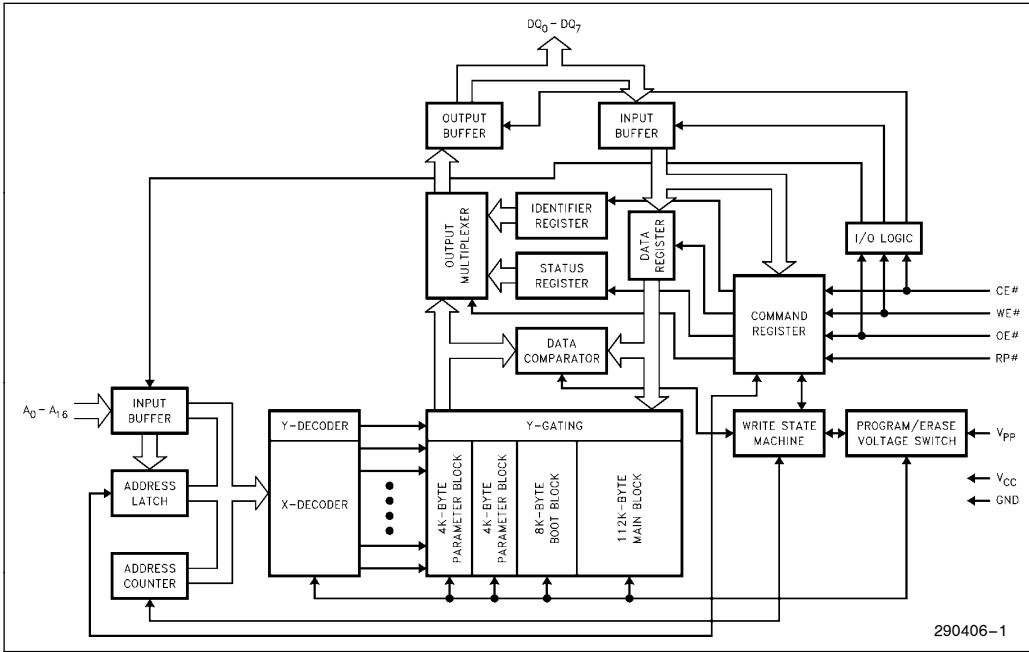 DQ0 – DQ7
OUTPUT
BUFFER
INPUT
BUFFER
OUTPUT
MULTIPLEXER
IDENTIFIER
REGISTER
STATUS
REGISTER
DATA
REGISTER
I/O LOGIC
COMMAND
REGISTER
CE#
WE#
OE#
RP#
DATA
COMPARATOR
A0 – A16
INPUT
BUFFER
ADDRESS
LATCH
ADDRESS
COUNTER
Y-DECODER
X-DECODER
Y-GATING
4K-BYTE
PARAMETER BLOCK
4K-BYTE
PARAMETER BLOCK
8K-BYTE
BOOT BLOCK
112K-BYTE
MAIN BLOCK
WRITE STATE
MACHINE
PROGRAM/ERASE
VOLTAGE SWITCH
VPP
VCC
GND
290406–1